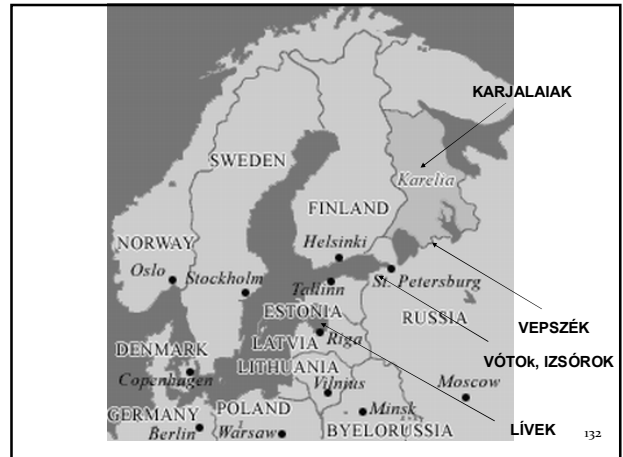 KARJALAIAK
SWEDEN
Karelia
FINLAND
NORWAY
Helsinki
Oslo
Stockholm
Tallinn
St. Petersburg
ESTONIA
RUSSIA
VEPSZÉK
LATVIA
Riga
DENMARK
VÓTOk, IZSÓROK
LITHUANIA
Copenhagen
Vilnius
Moscow
GERMANY
POLAND
Minsk
LÍVEK
Berlin
Warsaw
BYELORUSSIA
132